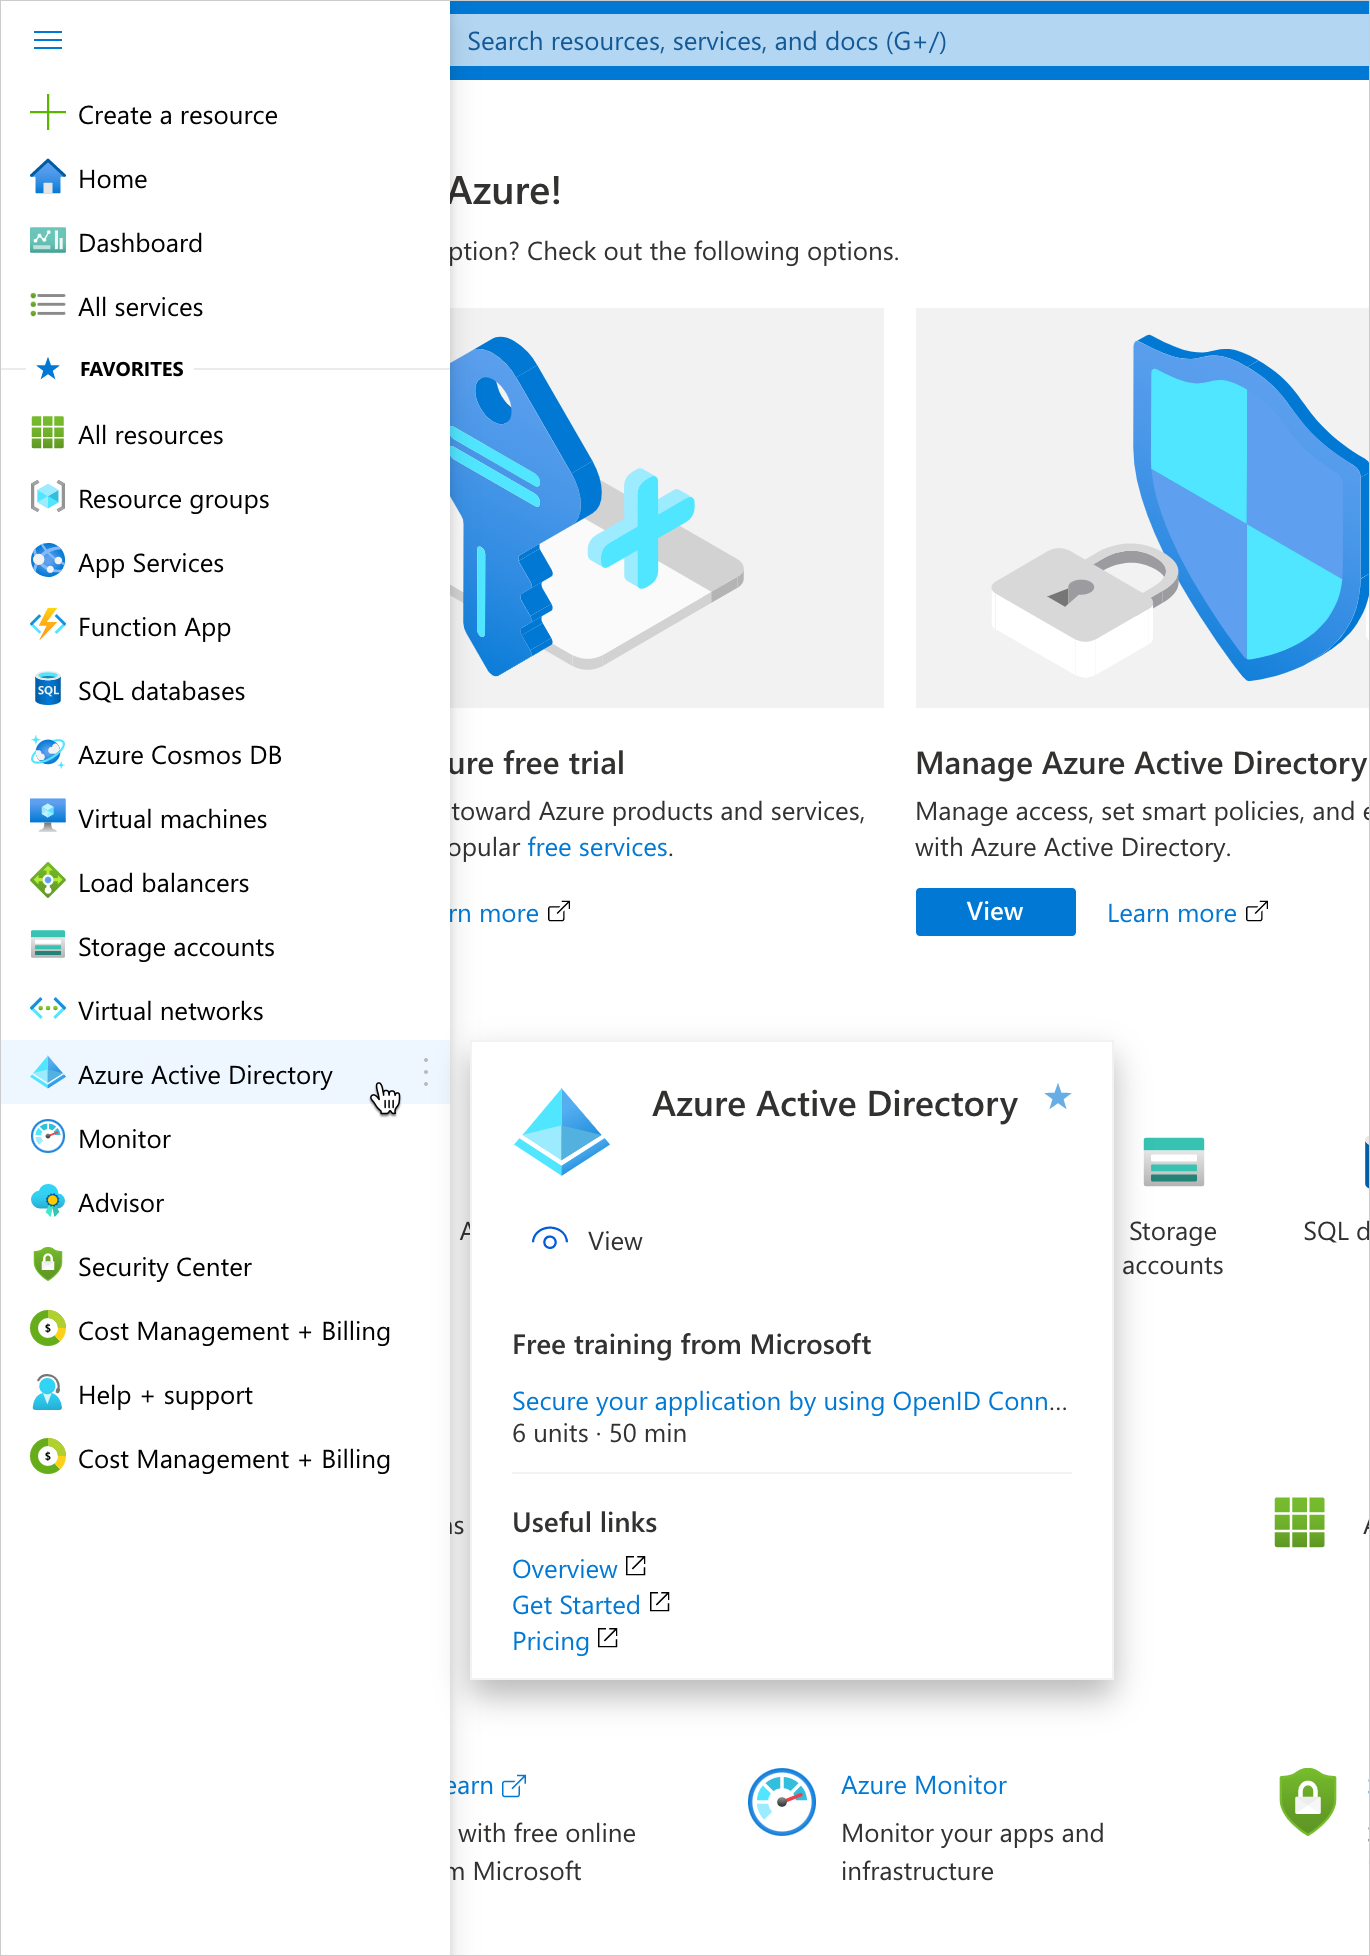 Search resources, services, and docs (G+/)
Create a resource
Home
Dashboard
All services
FAVORITES
All resources
Resource groups
App Services
Function App
SQL databases
Azure Cosmos DB
Virtual machines
Load balancers
Storage accounts
Virtual networks
Azure Active Directory
Monitor
Advisor
Security Center
Cost Management + Billing
Help + support
Cost Management + Billing
Azure!
ption? Check out the following options.
ure free trial
toward Azure products and services,
opular free services.
rn more
Manage Azure Active Directory
Manage access, set smart policies, and e
with Azure Active Directory.
View
Learn more
Azure Active Directory
View
Free training from Microsoft
Secure your application by using OpenID Conn...
6 units · 50 min
Useful links
Overview
Get Started
Pricing
Storage
accounts
SQL d
ns
earn
with free online
m Microsoft
Azure Monitor
Monitor your apps and
infrastructure